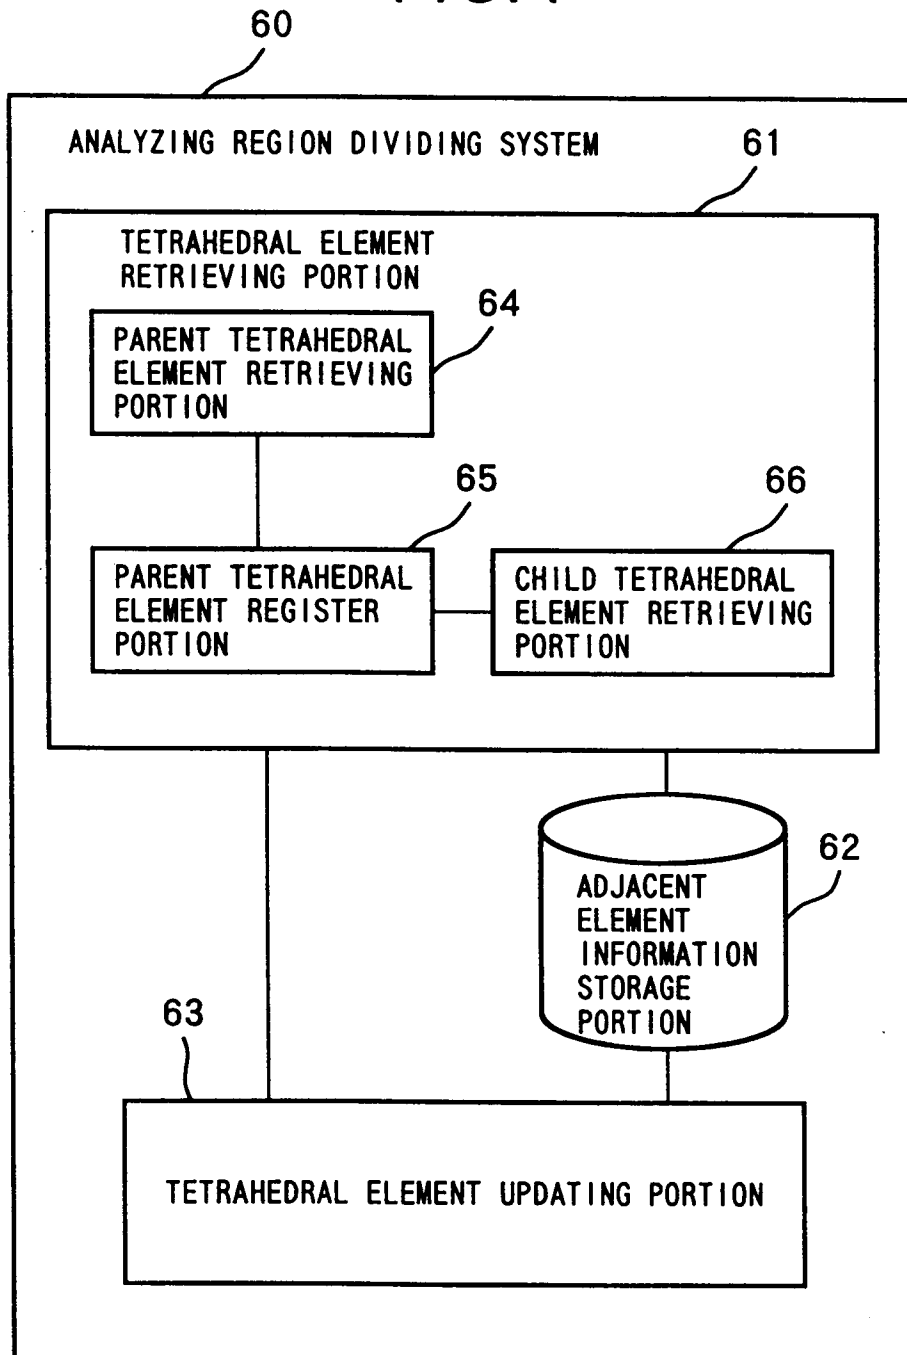 60
ANALYZING REGION DIVIDING SYSTEM
61
TETRAHEDRAL ELEMENT
RETRIEVING PORTION
64
PARENT TETRAHEDRAL
ELEMENT RETRIEVING
PORTION
65
PARENT TETRAHEDRAL
ELEMENT REGISTER
PORTION
66
CHILD TETRAHEDRAL
ELEMENT RETRIEVING
PORTION
62
ADJACENT
ELEMENT
INFORMATION
STORAGE
PORTION
63
TETRAHEDRAL ELEMENT UPDATING PORTION